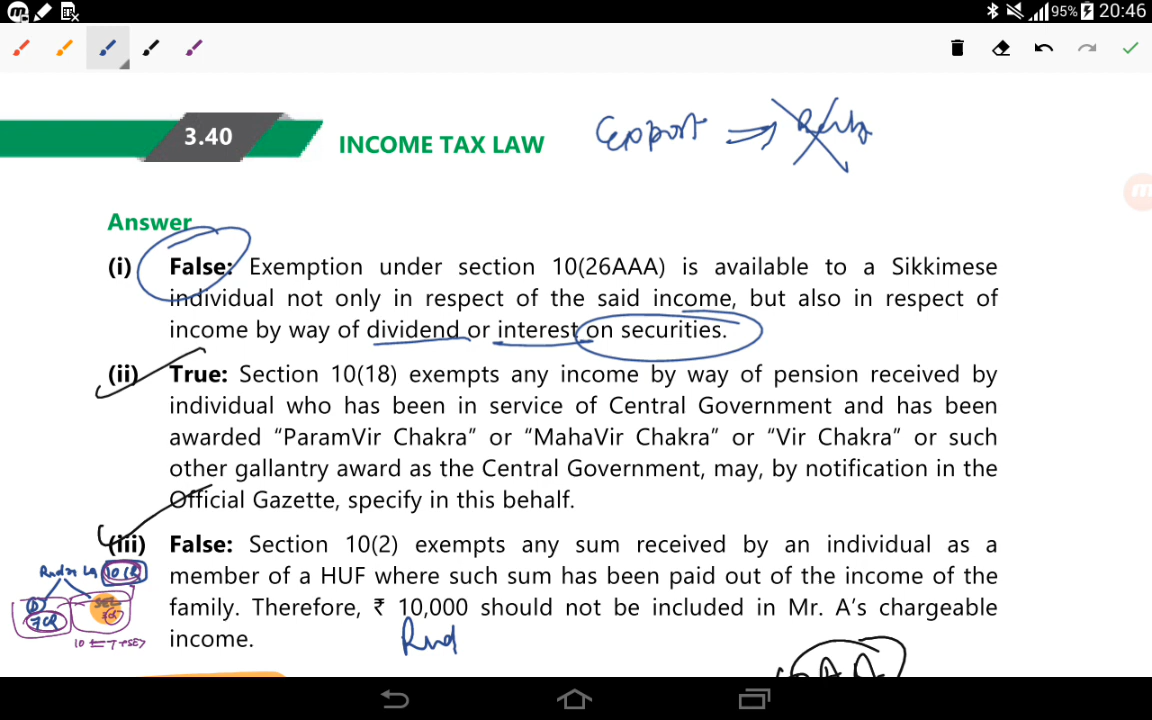 95% 20:46
3.40 INCOME TAX LAW Export ⇒
Answer
(i) False: Exemption under section 10(26AAA) is available to a Sikkimese
individual not only in respect of the said income, but also in respect of
income by way of dividend or interest on securities.
(ii) True: Section 10(18) exempts any income by way of pension received by
individual who has been in service of Central Government and has been
awarded “ParamVir Chakra” or “MahaVir Chakra” or “Vir Chakra” or such
other gallantry award as the Central Government, may, by notification in the
Official Gazette, specify in this behalf.
(iii) False: Section 10(2) exempts any sum received by an individual as a
member of a HUF where such sum has been paid out of the income of the
family. Therefore, ₹ 10,000 should not be included in Mr. A’s chargeable
income.